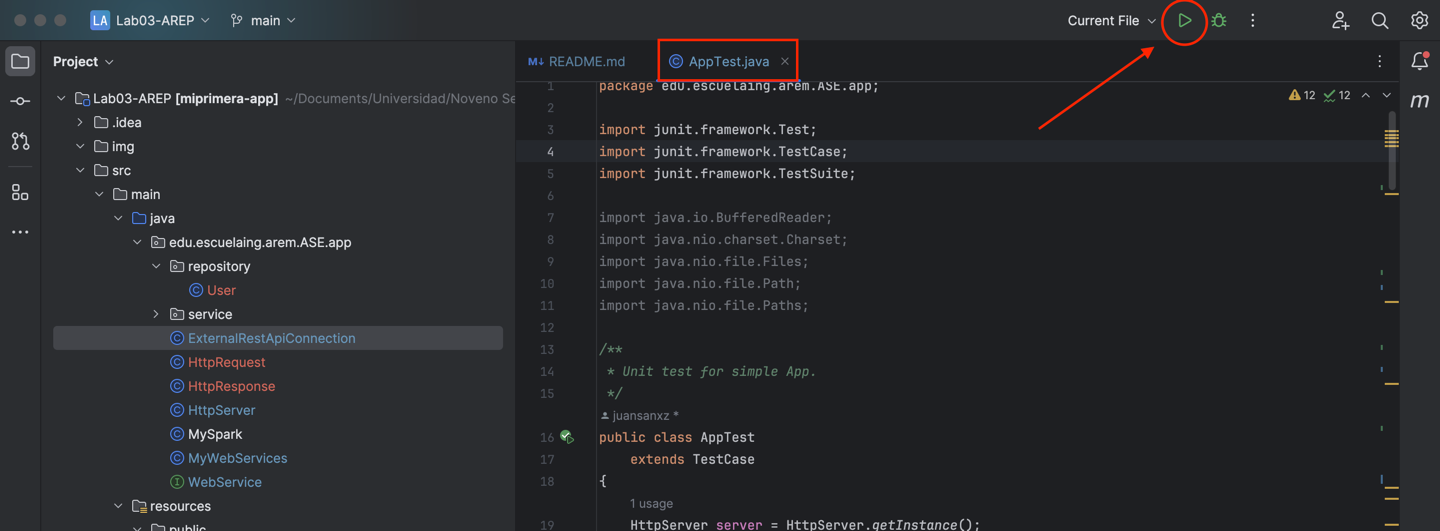 LA Lab03-AREP main Current File
Project
Lab03-AREP [miprimera-app] ~/Documents/Universidad/Noveno Se
.idea
img
src
main
java
edu.escuelaing.arem.ASE.app
repository
User
service
ExternalRestApiConnection
HttpRequest
HttpResponse
HttpServer
MySpark
MyWebServices
WebService
resources
public
M↓ README.md AppTest.java
12 12
1 package edu.escuelaing.arem.ASE.app;
2
3 import junit.framework.Test;
4 import junit.framework.TestCase;
5 import junit.framework.TestSuite;
6
7 import java.io.BufferedReader;
8 import java.nio.charset.Charset;
9 import java.nio.file.Files;
10 import java.nio.file.Path;
11 import java.nio.file.Paths;
12
13 /**
14 * Unit test for simple App.
15 */
juansanxz *
16 public class AppTest
17 extends TestCase
18 {
1 usage
19 HttpServer server = HttpServer.getInstance();
m